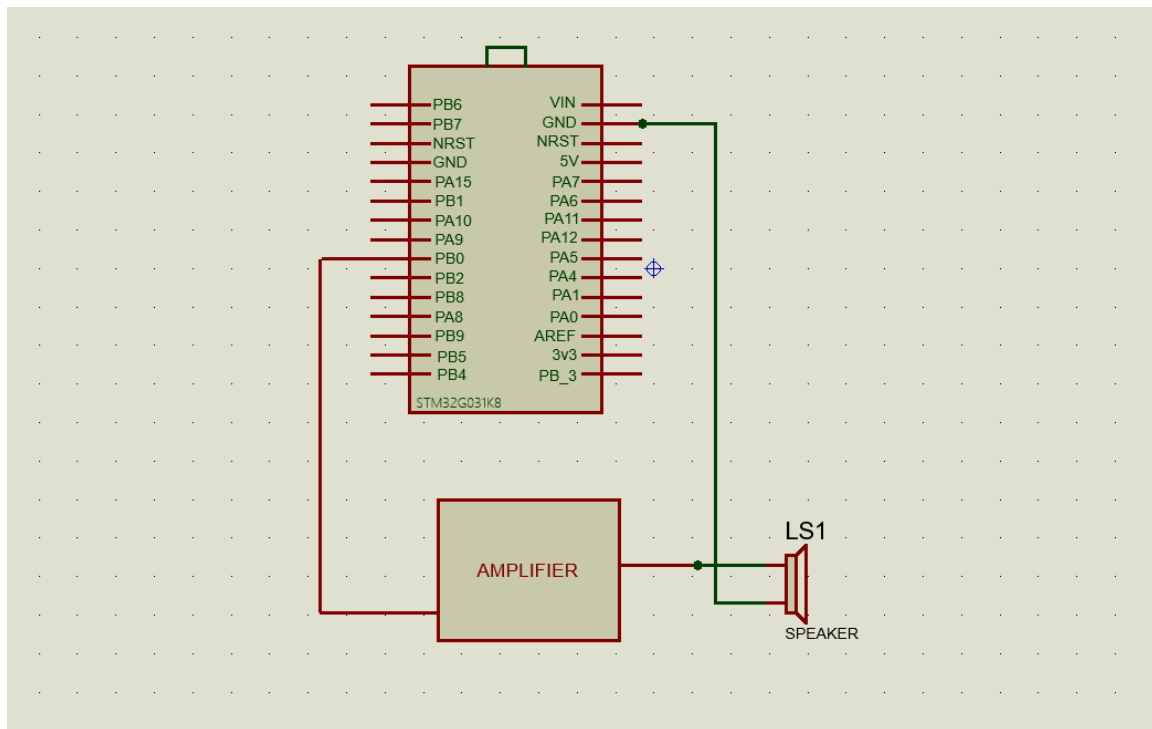 PB6 VIN
PB7 GND
NRST NRST
GND 5V
PA15 PA7
PB1 PA6
PA10 PA11
PA9 PA12
PB0 PA5
PB2 PA4
PB8 PA1
PA8 PA0
PB9 AREF
PB5 3v3
PB4 PB_3
STM32G031K8
AMPLIFIER
LS1
SPEAKER